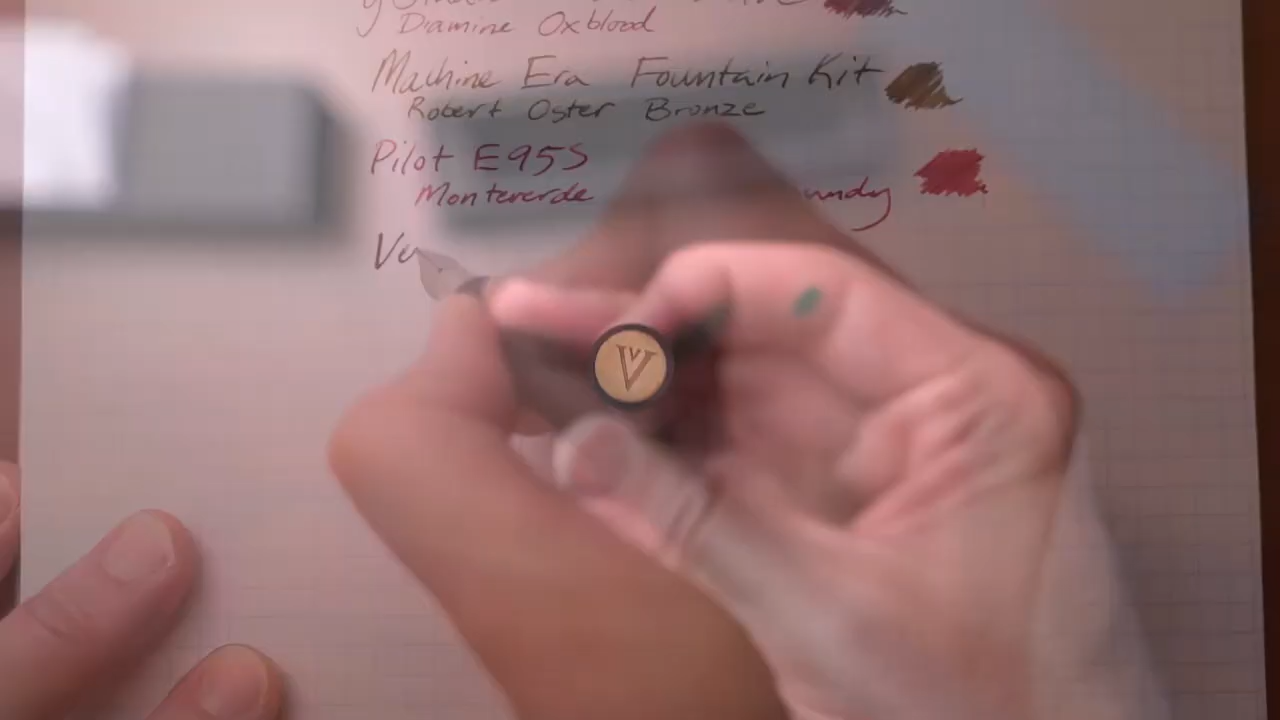 Diamine Oxblood
Machine Era Fountain Kit
Robert Oster Bronze
Pilot E95S
Monteverde
Ve
V